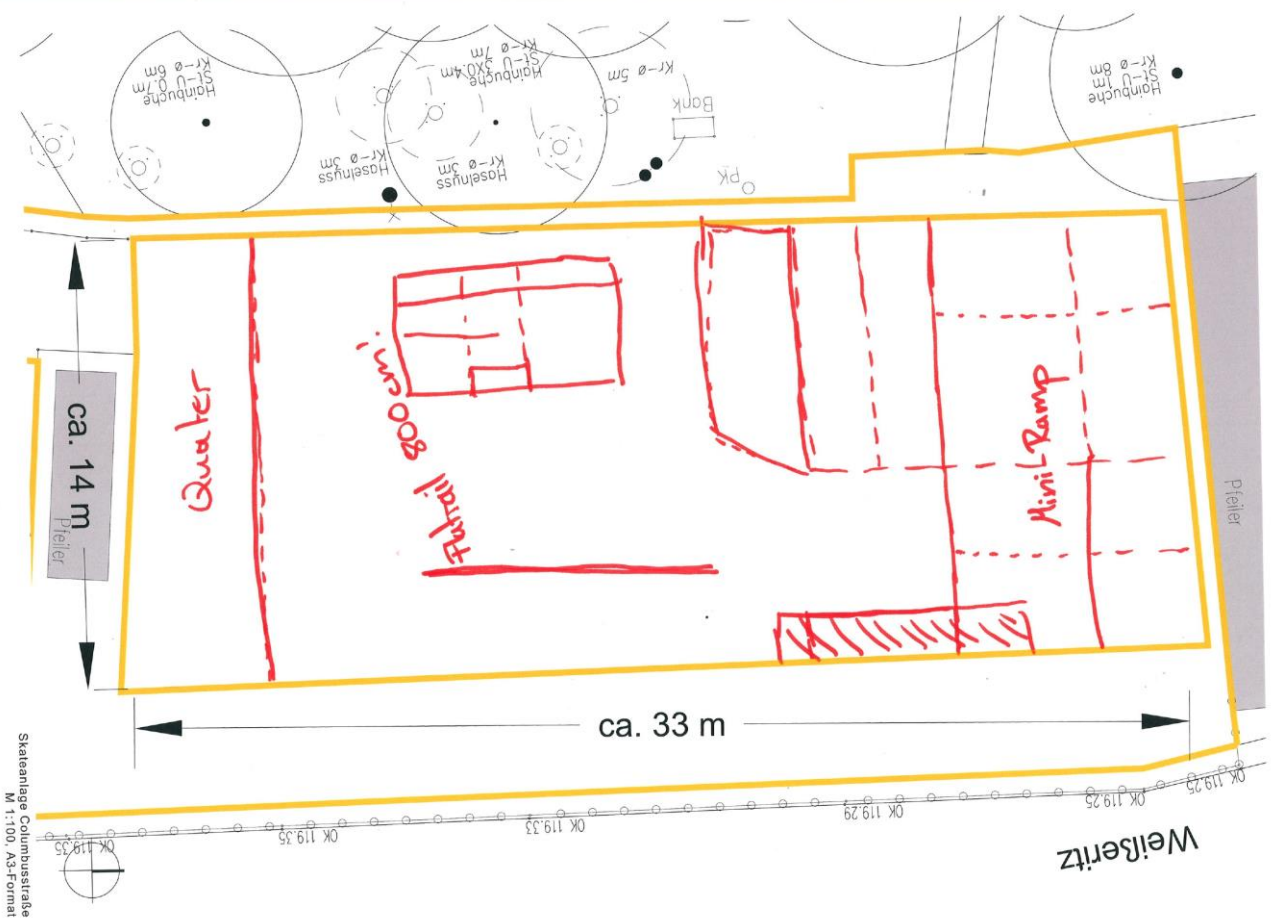 Hainbuche
St-U 0.7m
Kr-ø 6m
Hainbuche
St-U 3X0.4m
Kr-ø 7m
Kr-ø 5m
Hainbuche
St-U 1m
Kr-ø 8m
Bank
Haselnuss
Kr-ø 3m
Haselnuss
Kr-ø 3m
PK
Quater
Flatrail 800cm!
Mini Ramp
ca. 14 m
Pfeiler
Pfeiler
ca. 33 m
OK 119.35
OK 119.35
OK 119.33
OK 119.29
OK 119.25
OK 119.25
Weißeritz
Skateanlage Columbusstraße
M 1:100, A3-Format